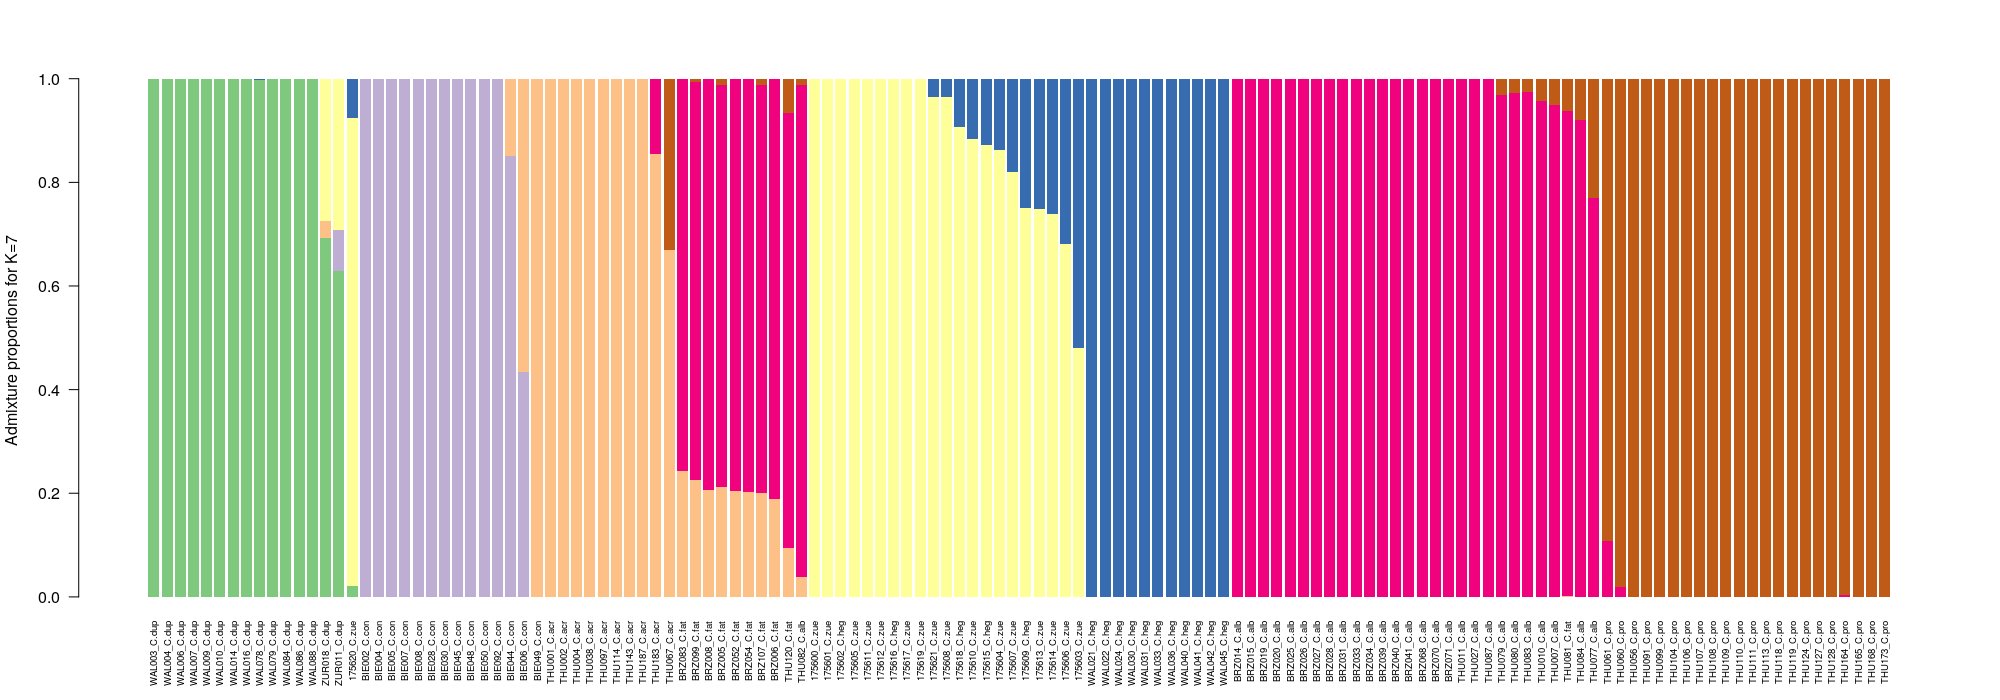 Admixture proportions for K=7
1.0
0.8
0.6
0.4
0.2
0.0
WAL003_C.dup
WAL004_C.dup
WAL006_C.dup
WAL007_C.dup
WAL009_C.dup
WAL010_C.dup
WAL014_C.dup
WAL016_C.dup
WAL078_C.dup
WAL079_C.dup
WAL084_C.dup
WAL086_C.dup
WAL088_C.dup
ZUR018_C.dup
ZUR011_C.dup
175620_C.zue
BIE002_C.con
BIE004_C.con
BIE005_C.con
BIE007_C.con
BIE008_C.con
BIE028_C.con
BIE030_C.con
BIE045_C.con
BIE048_C.con
BIE050_C.con
BIE092_C.con
BIE044_C.con
BIE006_C.con
BIE049_C.con
THU001_C.acr
THU002_C.acr
THU004_C.acr
THU038_C.acr
THU097_C.acr
THU114_C.acr
THU143_C.acr
THU187_C.acr
THU183_C.acr
THU067_C.acr
BRZ083_C.fat
BRZ099_C.fat
BRZ008_C.fat
BRZ005_C.fat
BRZ052_C.fat
BRZ054_C.fat
BRZ107_C.fat
BRZ006_C.fat
THU120_C.fat
THU082_C.alb
175600_C.zue
175601_C.zue
175602_C.heg
175605_C.zue
175611_C.zue
175612_C.zue
175616_C.heg
175617_C.zue
175619_C.zue
175621_C.zue
175608_C.zue
175618_C.heg
175610_C.zue
175615_C.heg
175604_C.zue
175607_C.zue
175609_C.heg
175613_C.zue
175614_C.zue
175606_C.zue
175603_C.zue
WAL021_C.heg
WAL022_C.heg
WAL024_C.heg
WAL030_C.heg
WAL031_C.heg
WAL033_C.heg
WAL036_C.heg
WAL040_C.heg
WAL041_C.heg
WAL042_C.heg
WAL045_C.heg
BRZ014_C.alb
BRZ015_C.alb
BRZ019_C.alb
BRZ020_C.alb
BRZ025_C.alb
BRZ026_C.alb
BRZ027_C.alb
BRZ028_C.alb
BRZ031_C.alb
BRZ033_C.alb
BRZ034_C.alb
BRZ039_C.alb
BRZ040_C.alb
BRZ041_C.alb
BRZ068_C.alb
BRZ070_C.alb
BRZ071_C.alb
THU011_C.alb
THU027_C.alb
THU087_C.alb
THU079_C.alb
THU080_C.alb
THU083_C.alb
THU010_C.alb
THU007_C.alb
THU081_C.fat
THU084_C.alb
THU077_C.alb
THU061_C.pro
THU060_C.pro
THU056_C.pro
THU091_C.pro
THU099_C.pro
THU104_C.pro
THU106_C.pro
THU107_C.pro
THU108_C.pro
THU109_C.pro
THU110_C.pro
THU111_C.pro
THU113_C.pro
THU118_C.pro
THU119_C.pro
THU124_C.pro
THU127_C.pro
THU128_C.pro
THU164_C.pro
THU165_C.pro
THU168_C.pro
THU173_C.pro